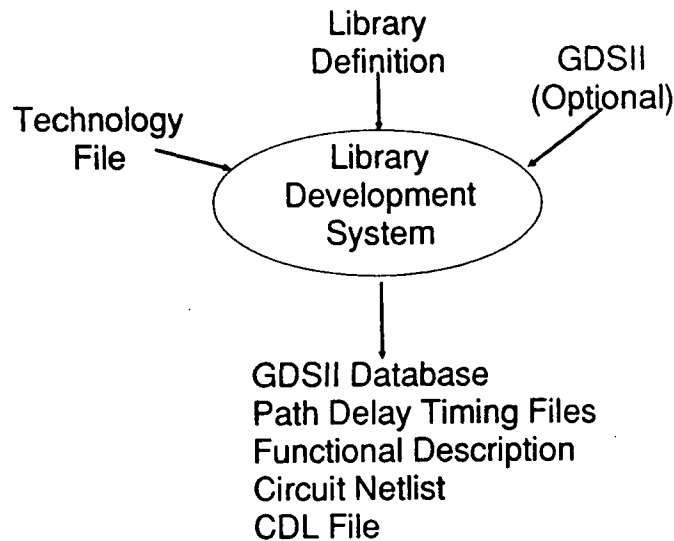 Library
Definition
GDSII
(Optional)
Technology
File
Library
Development
System
GDSII Database
Path Delay Timing Files
Functional Description
Circuit Netlist
CDL File